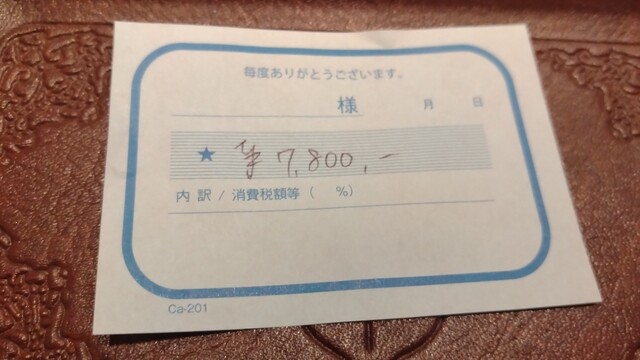 毎度ありがとうございます。
様 月 日
★ ¥7,800,-
内 訳 / 消費税額等 ( %)
Ca-201